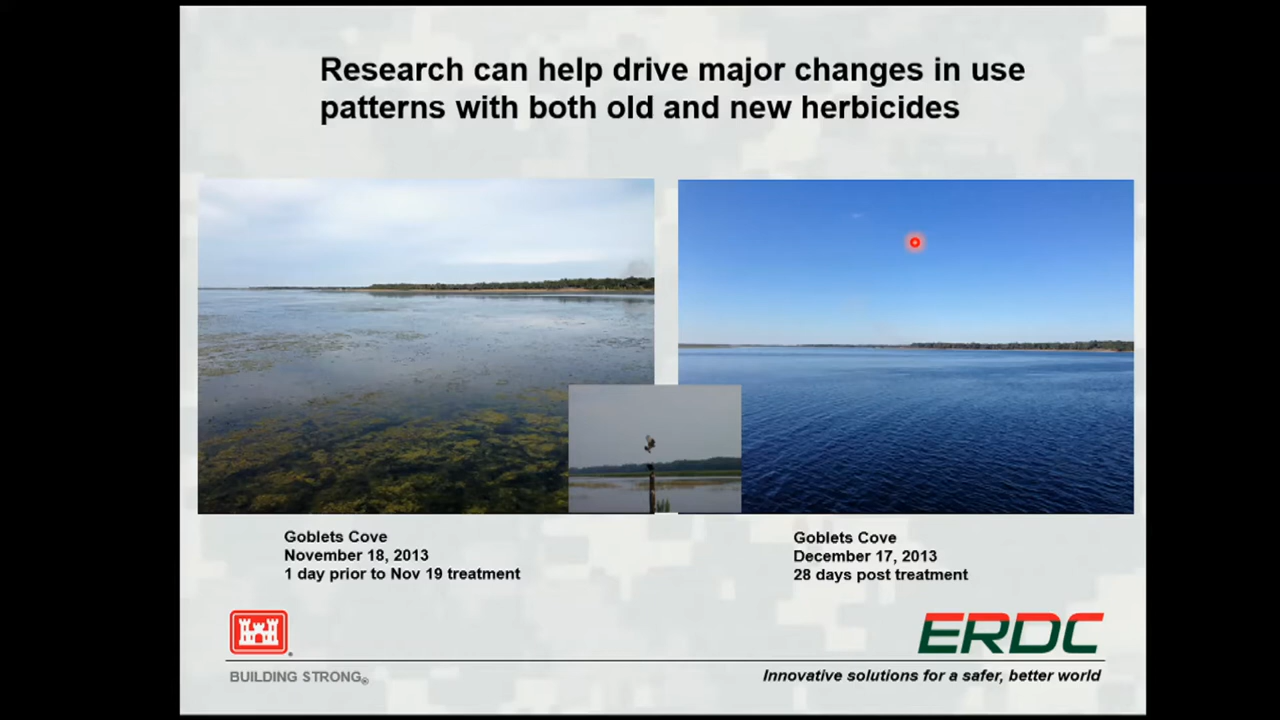 Research can help drive major changes in use
patterns with both old and new herbicides
Goblets Cove
November 18, 2013
1 day prior to Nov 19 treatment
Goblets Cove
December 17, 2013
28 days post treatment
ERDC
BUILDING STRONG®
Innovative solutions for a safer, better world